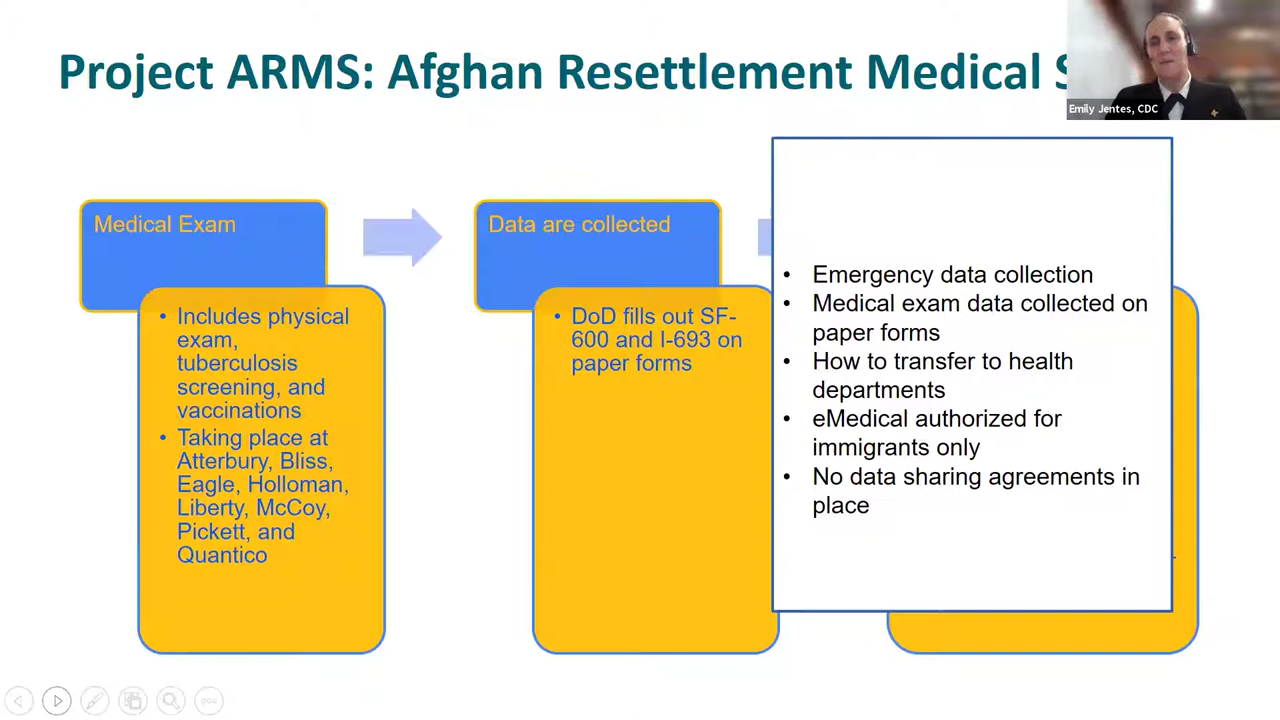 Project ARMS: Afghan Resettlement Medical
Emily Jentes, CDC
Medical Exam
• Includes physical
exam,
tuberculosis
screening, and
vaccinations
• Taking place at
Atterbury, Bliss,
Eagle, Holloman,
Liberty, McCoy,
Pickett, and
Quantico
Data are collected
• DoD fills out SF-
600 and I-693 on
paper forms
• Emergency data collection
• Medical exam data collected on
paper forms
• How to transfer to health
departments
• eMedical authorized for
immigrants only
• No data sharing agreements in
place